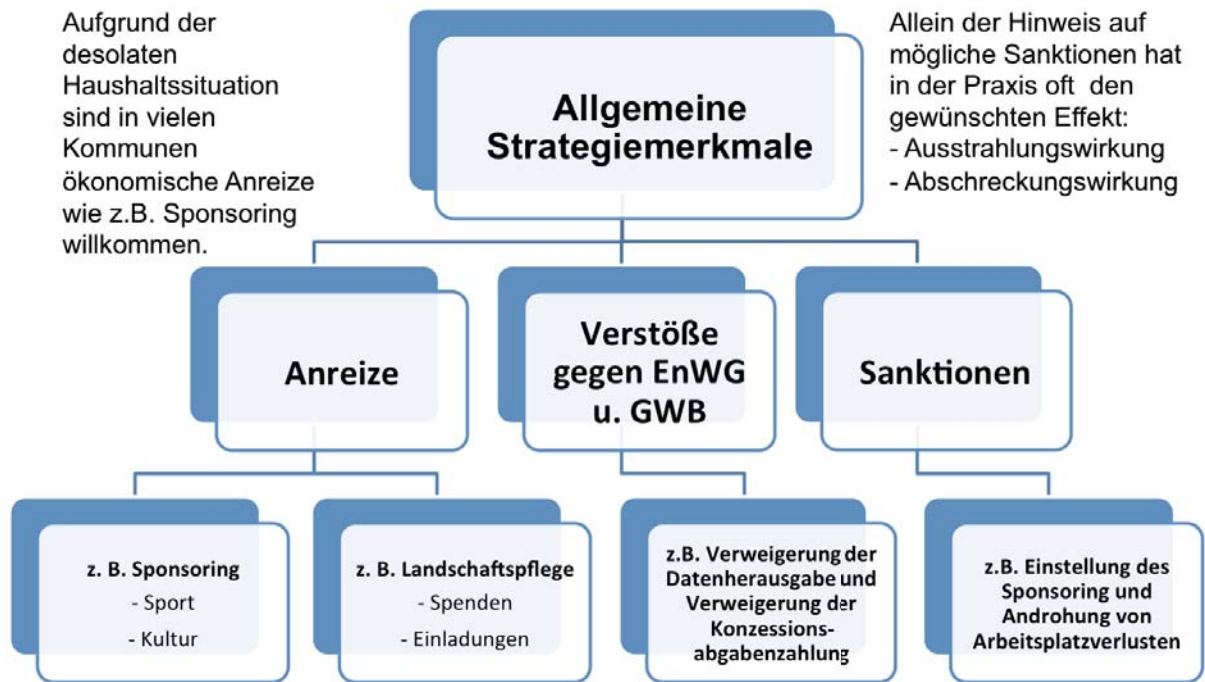 Aufgrund der
desolaten
Haushaltssituation
sind in vielen
Kommunen
ökonomische Anreize
wie z.B. Sponsoring
willkommen.
Allgemeine
Strategiemerkmale
Allein der Hinweis auf
mögliche Sanktionen hat
in der Praxis oft den
gewünschten Effekt:
- Ausstrahlungswirkung
- Abschreckungswirkung
Anreize
Verstöße
gegen EnWG
u. GWB
Sanktionen
z. B. Sponsoring
- Sport
- Kultur
z. B. Landschaftspflege
- Spenden
- Einladungen
z.B. Verweigerung der
Datenherausgabe und
Verweigerung der
Konzessions-
abgabenzahlung
z.B. Einstellung des
Sponsoring und
Androhung von
Arbeitsplatzverlusten